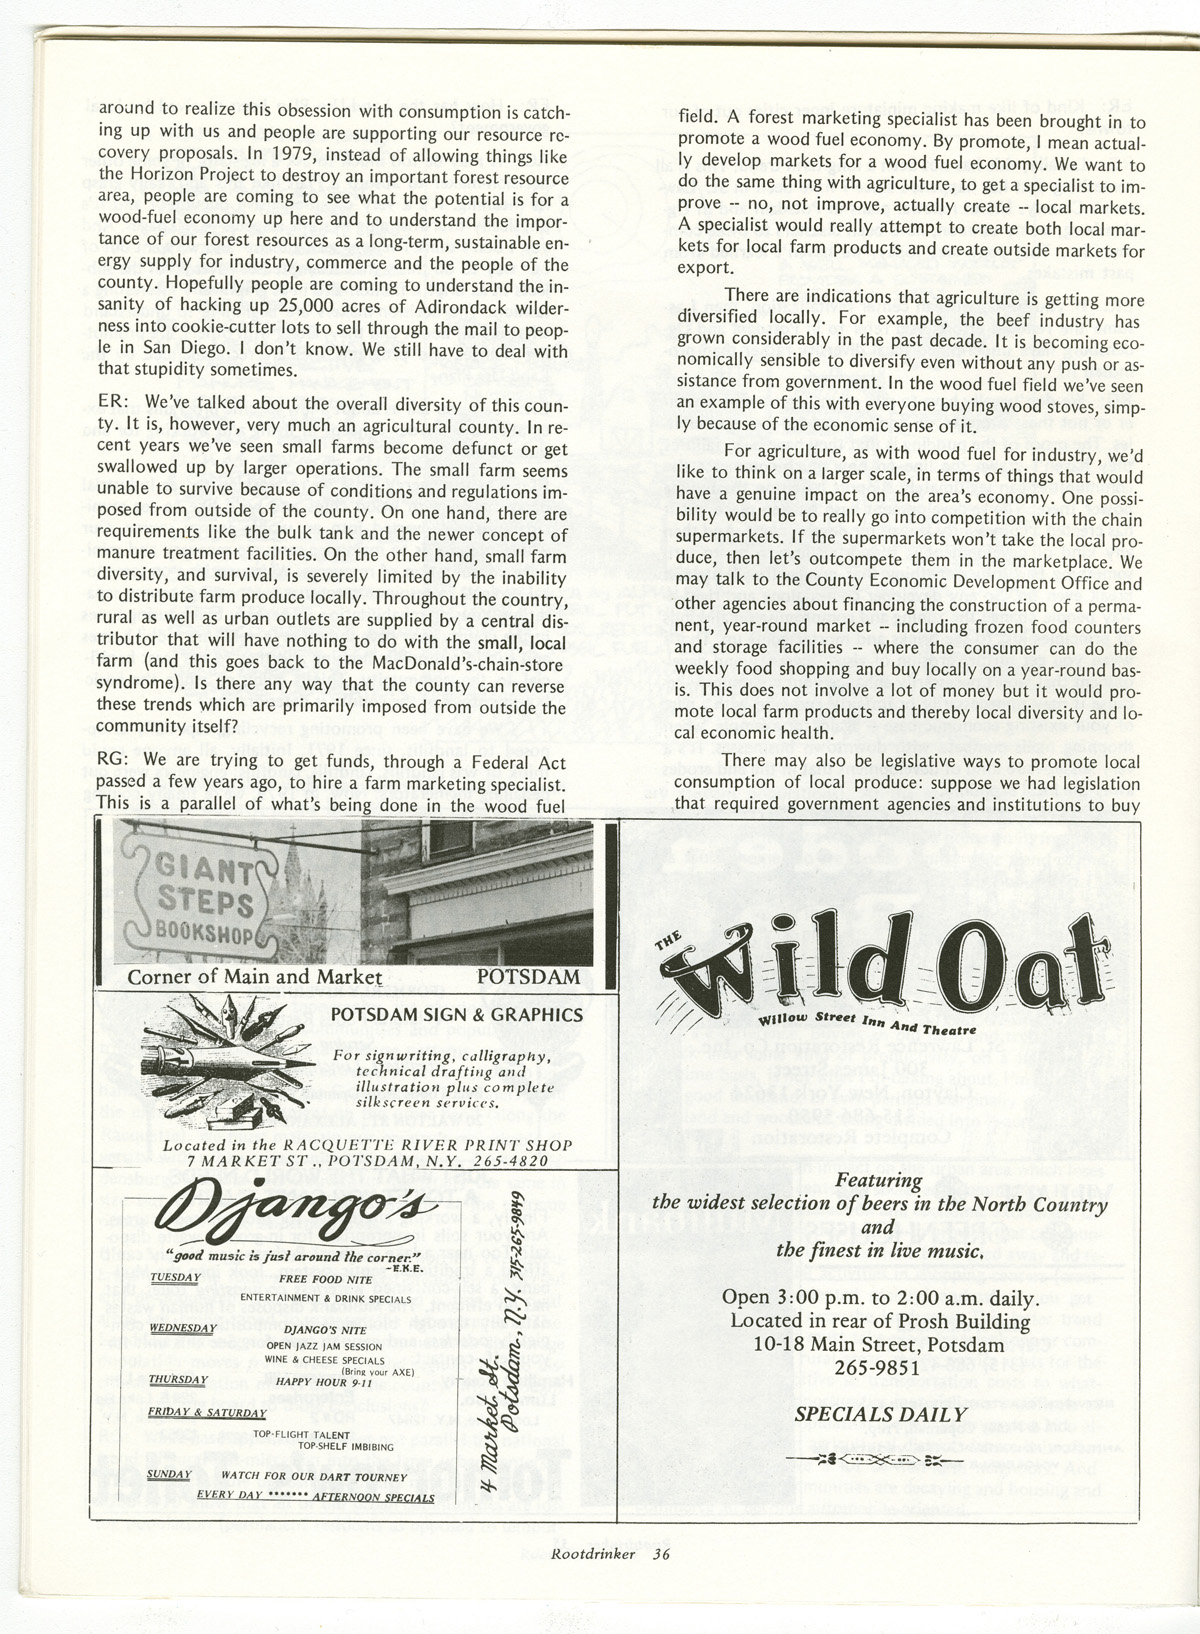 around to realize this obsession with consumption is catch-
ing up with us and people are supporting our resource re-
covery proposals. In 1979, instead of allowing things like
the Horizon Project to destroy an important forest resource
area, people are coming to see what the potential is for a
wood-fuel economy up here and to understand the impor-
tance of our forest resources as a long-term, sustainable en-
ergy supply for industry, commerce and the people of the
county. Hopefully people are coming to understand the in-
sanity of hacking up 25,000 acres of Adirondack wilder-
ness into cookie-cutter lots to sell through the mail to peop-
le in San Diego. I don't know. We still have to deal with
that stupidity sometimes.
ER: We've talked about the overall diversity of this coun-
ty. It is, however, very much an agricultural county. In re-
cent years we've seen small farms become defunct or get
swallowed up by larger operations. The small farm seems
unable to survive because of conditions and regulations im-
posed from outside of the county. On one hand, there are
requirements like the bulk tank and the newer concept of
manure treatment facilities. On the other hand, small farm
diversity, and survival, is severely limited by the inability
to distribute farm produce locally. Throughout the country,
rural as well as urban outlets are supplied by a central dis-
tributor that will have nothing to do with the small, local
farm (and this goes back to the MacDonald's-chain-store
syndrome). Is there any way that the county can reverse
these trends which are primarily imposed from outside the
community itself?
RG: We are trying to get funds, through a Federal Act
passed a few years ago, to hire a farm marketing specialist.
This is a parallel of what's being done in the wood fuel
field. A forest marketing specialist has been brought in to
promote a wood fuel economy. By promote, I mean actual-
ly develop markets for a wood fuel economy. We want to
do the same thing with agriculture, to get a specialist to im-
prove -- no, not improve, actually create -- local markets.
A specialist would really attempt to create both local mar-
kets for local farm products and create outside markets for
export.
There are indications that agriculture is getting more
diversified locally. For example, the beef industry has
grown considerably in the past decade. It is becoming eco-
nomically sensible to diversify even without any push or as-
sistance from government. In the wood fuel field we've seen
an example of this with everyone buying wood stoves, simp-
ly because of the economic sense of it.
For agriculture, as with wood fuel for industry, we'd
like to think on a larger scale, in terms of things that would
have a genuine impact on the area's economy. One possi-
bility would be to really go into competition with the chain
supermarkets. If the supermarkets won't take the local pro-
duce, then let's outcompete them in the marketplace. We
may talk to the County Economic Development Office and
other agencies about financing the construction of a perma-
nent, year-round market -- including frozen food counters
and storage facilities -- where the consumer can do the
weekly food shopping and buy locally on a year-round bas-
is. This does not involve a lot of money but it would pro-
mote local farm products and thereby local diversity and lo-
cal economic health.
There may also be legislative ways to promote local
consumption of local produce: suppose we had legislation
that required government agencies and institutions to buy
GIANT
STEPS
BOOKSHOP
Corner of Main and Market POTSDAM
POTSDAM SIGN & GRAPHICS
For signwriting, calligraphy,
technical drafting and
illustration plus complete
silkscreen services.
Located in the RACQUETTE RIVER PRINT SHOP
7 MARKET ST., POTSDAM, N.Y. 265-4820
Django's
"good music is just around the corner."
-E.K.E.
TUESDAY FREE FOOD NITE
ENTERTAINMENT & DRINK SPECIALS
WEDNESDAY DJANGO'S NITE
OPEN JAZZ JAM SESSION
WINE & CHEESE SPECIALS
(Bring your AXE)
THURSDAY HAPPY HOUR 9-11
FRIDAY & SATURDAY
TOP-FLIGHT TALENT
TOP-SHELF IMBIBING
SUNDAY WATCH FOR OUR DART TOURNEY
EVERY DAY ******* AFTERNOON SPECIALS
4 Market St.
Potsdam, N.Y. 315-265-9849
THE
Wild Oat
Willow Street Inn And Theatre
Featuring
the widest selection of beers in the North Country
and
the finest in live music.
Open 3:00 p.m. to 2:00 a.m. daily.
Located in rear of Prosh Building
10-18 Main Street, Potsdam
265-9851
SPECIALS DAILY
Rootdrinker 36